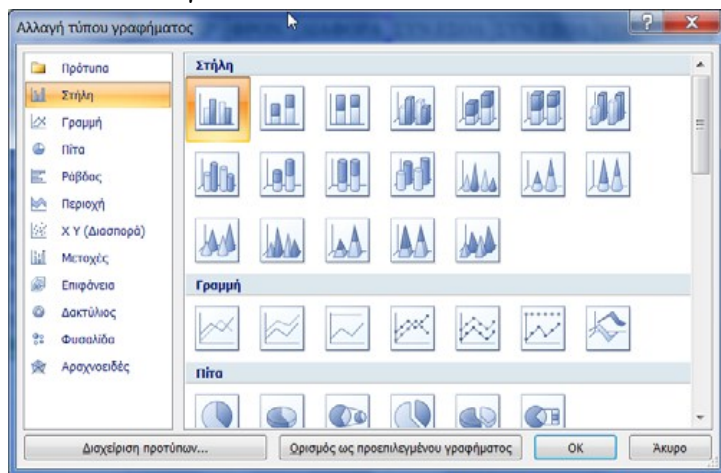 Αλλαγή τύπου γραφήματος
Πρότυπα
Στήλη
Γραμμή
Πίτα
Ράβδος
Περιοχή
X Y (Διασπορά)
Μετοχές
Επιφάνεια
Δακτύλιος
Φυσαλίδα
Αραχνοειδές
Στήλη
Γραμμή
Πίτα
Διαχείριση προτύπων...
Ορισμός ως προεπιλεγμένου γραφήματος
OK
Άκυρο